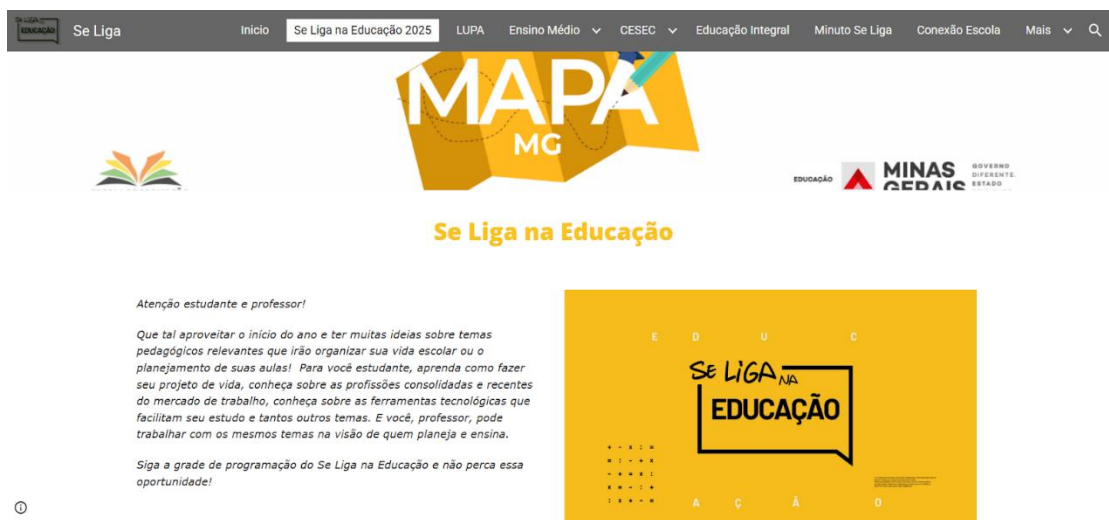 Se Liga
Inicio
Se Liga na Educação 2025
LUPA
Ensino Médio
CESEC
Educação Integral
Minuto Se Liga
Conexão Escola
Mais
MAPA
MG
EDUCAÇÃO
MINAS
GERAIS
GOVERNO
DIFERENTE.
ESTADO
Se Liga na Educação
Atenção estudante e professor!
Que tal aproveitar o início do ano e ter muitas ideias sobre temas
pedagógicos relevantes que irão organizar sua vida escolar ou o
planejamento de suas aulas! Para você estudante, aprenda como fazer
seu projeto de vida, conheça sobre as profissões consolidadas e recentes
do mercado de trabalho, conheça sobre as ferramentas tecnológicas que
facilitam seu estudo e tantos outros temas. E você, professor, pode
trabalhar com os mesmos temas na visão de quem planeja e ensina.
Siga a grade de programação do Se Liga na Educação e não perca essa
oportunidade!
E D U C
SE LIGA NA
EDUCAÇÃO
+ - x : =
= : - + x
- + = x :
x = - : +
: x + - =
A Ç Ã O